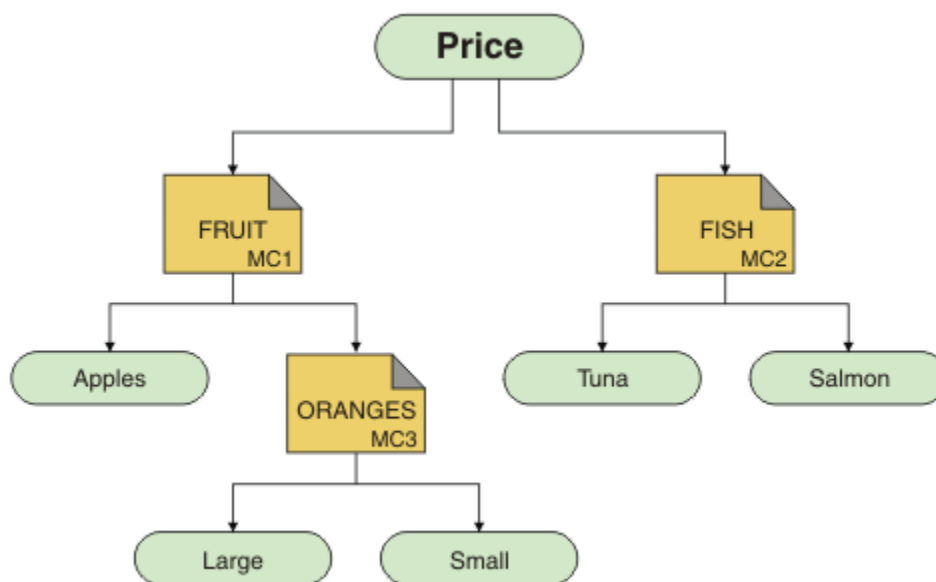 Price
FRUIT
MC1
FISH
MC2
Apples
ORANGES
MC3
Tuna
Salmon
Large
Small